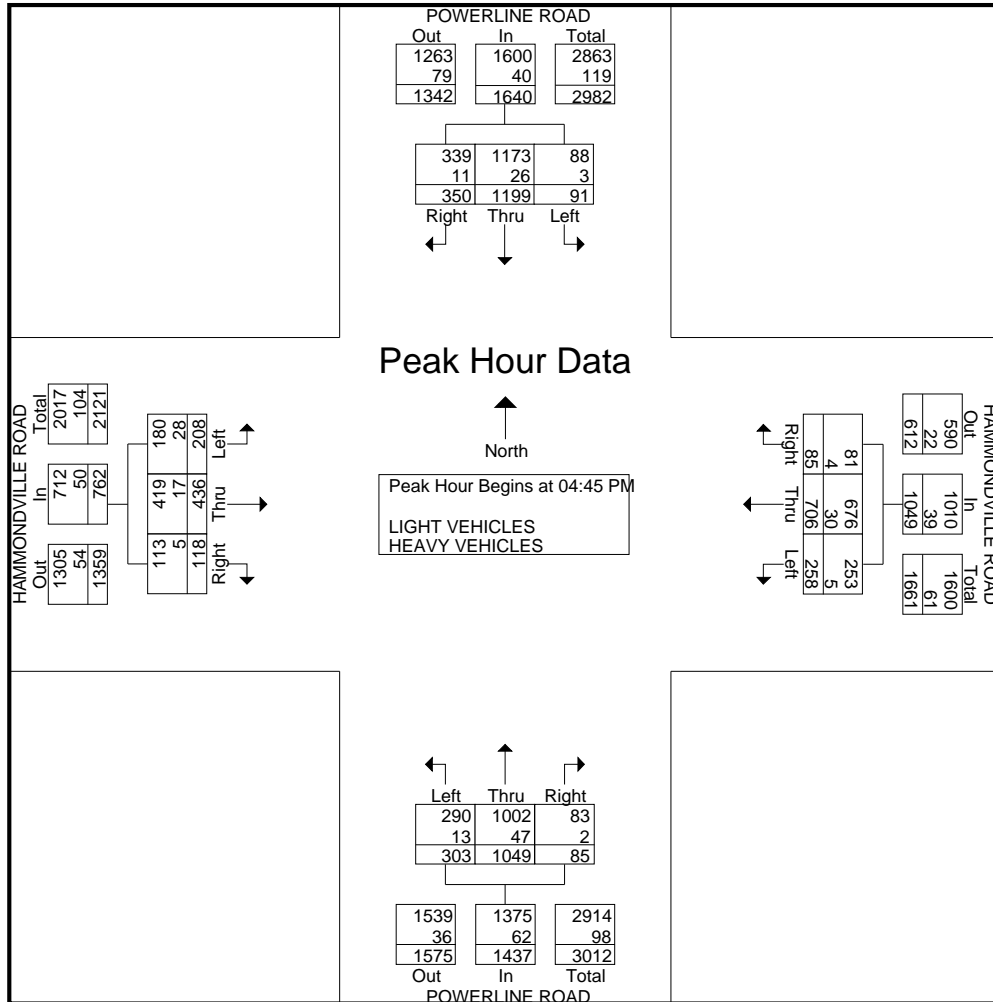 POWERLINE ROAD
Out In Total
1263 1600 2863
79 40 119
1342 1640 2982
339 1173 88
11 26 3
350 1199 91
Right Thru Left
Peak Hour Data
North
Peak Hour Begins at 04:45 PM
LIGHT VEHICLES
HEAVY VEHICLES
HAMMONDVILLE ROAD
Out In Total
1305 712 2017
54 50 104
1359 762 2121
Left Thru Right
180 419 113
28 17 5
208 436 118
HAMMONDVILLE ROAD
Out In Total
590 1010 1600
22 39 61
612 1049 1661
Right Thru Left
81 676 253
4 30 5
85 706 258
Left Thru Right
290 1002 83
13 47 2
303 1049 85
1539 1375 2914
36 62 98
1575 1437 3012
Out In Total
POWERLINE ROAD